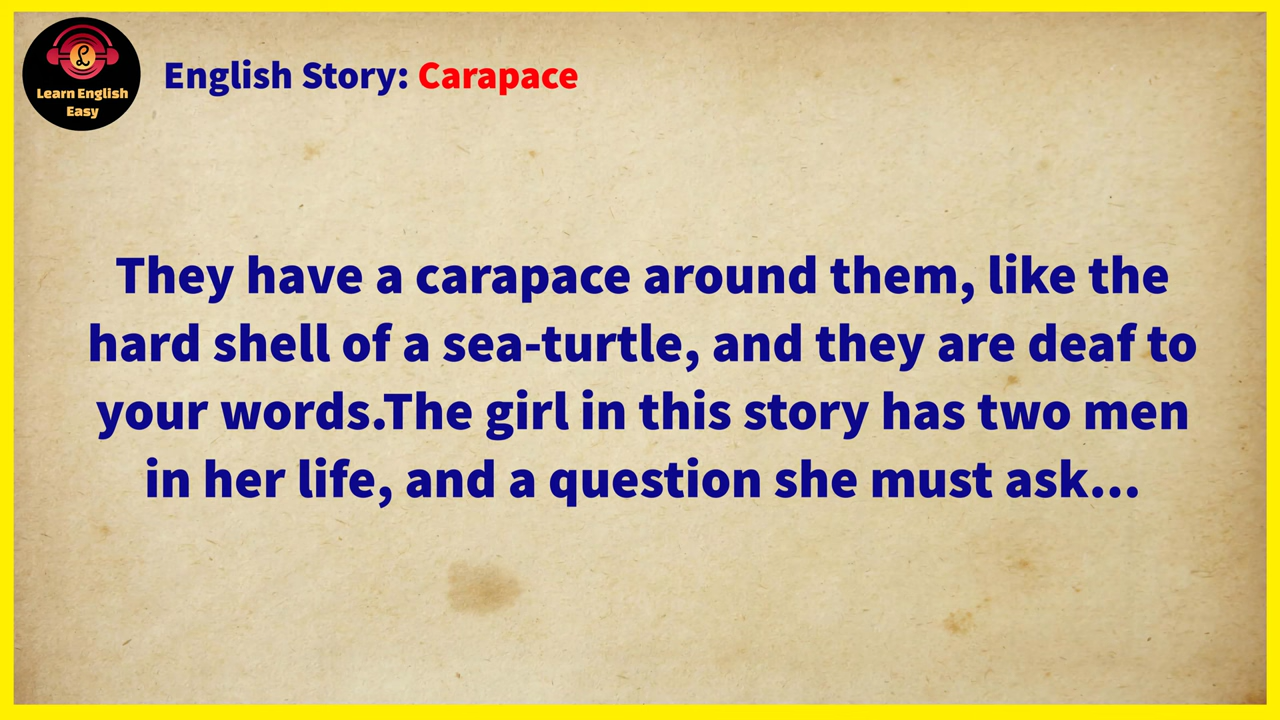 Learn English
Easy
English Story: Carapace
They have a carapace around them, like the
hard shell of a sea-turtle, and they are deaf to
your words.The girl in this story has two men
in her life, and a question she must ask...